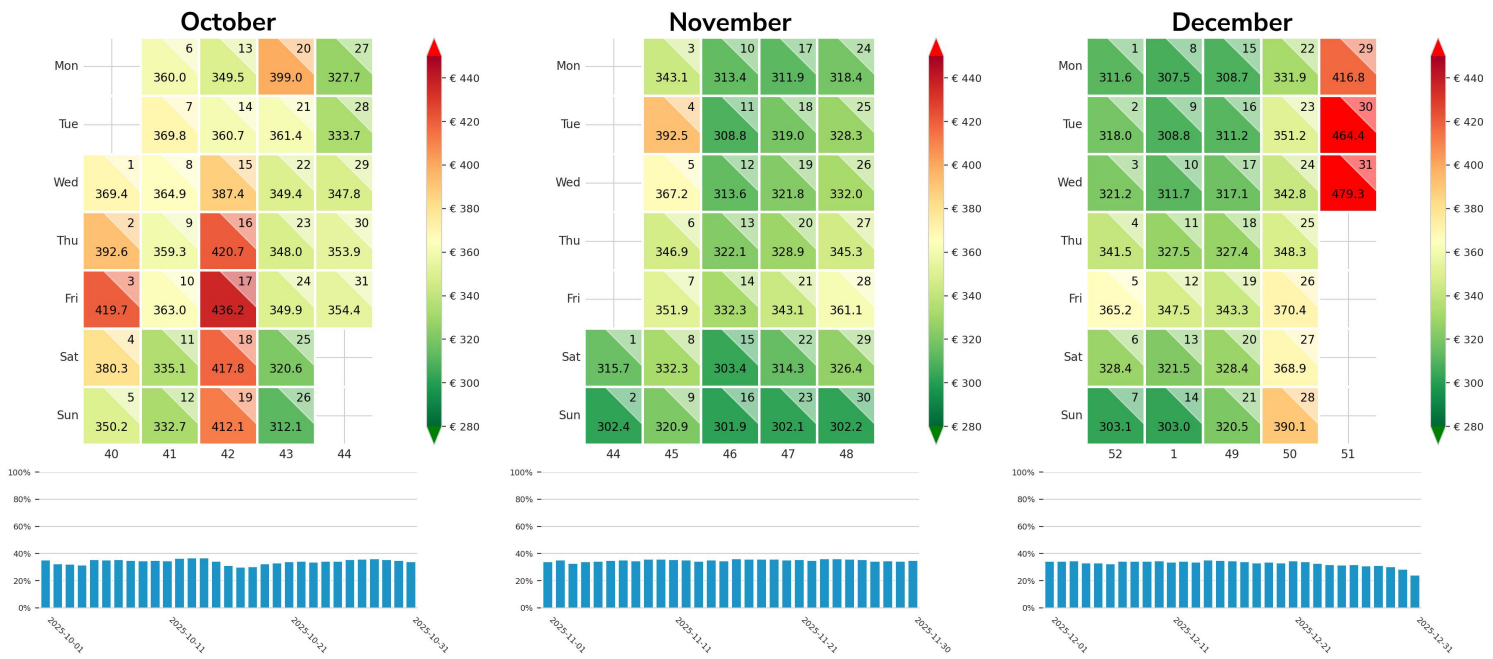 October November December
6 13 20 27 3 10 17 24 1 8 15 22 29
Mon 360.0 349.5 399.0 327.7 € 440 Mon 343.1 313.4 311.9 318.4 € 440 Mon 311.6 307.5 308.7 331.9 416.8 € 440
7 14 21 28 4 11 18 25 2 9 16 23 30
Tue 369.8 360.7 361.4 333.7 € 420 Tue 392.5 308.8 319.0 328.3 € 420 Tue 318.0 308.8 311.2 351.2 464.4 € 420
1 8 15 22 29 € 400 5 12 19 26 € 400 3 10 17 24 31 € 400
Wed 369.4 364.9 387.4 349.4 347.8 € 380 Wed 367.2 313.6 321.8 332.0 € 380 Wed 321.2 311.7 317.1 342.8 479.3 € 380
2 9 16 23 30 6 13 20 27 4 11 18 25
Thu 392.6 359.3 420.7 348.0 353.9 € 360 Thu 346.9 322.1 328.9 345.3 € 360 Thu 341.5 327.5 327.4 348.3 € 360
3 10 17 24 31 7 14 21 28 5 12 19 26
Fri 419.7 363.0 436.2 349.9 354.4 € 340 Fri 351.9 332.3 343.1 361.1 € 340 Fri 365.2 347.5 343.3 370.4 € 340
4 11 18 25 € 320 1 8 15 22 29 € 320 6 13 20 27 € 320
Sat 380.3 335.1 417.8 320.6 € 300 Sat 315.7 332.3 303.4 314.3 326.4 € 300 Sat 328.4 321.5 328.4 368.9 € 300
5 12 19 26 2 9 16 23 30 7 14 21 28
Sun 350.2 332.7 412.1 312.1 € 280 Sun 302.4 320.9 301.9 302.1 302.2 € 280 Sun 303.1 303.0 320.5 390.1 € 280
40 41 42 43 44 44 45 46 47 48 52 1 49 50 51
100% 100% 100%
80% 80% 80%
60% 60% 60%
40% 40% 40%
20% 20% 20%
0% 0% 0%
2025-10-01 2025-10-11 2025-10-21 2025-10-31 2025-11-01 2025-11-11 2025-11-21 2025-11-30 2025-12-01 2025-12-11 2025-12-21 2025-12-31